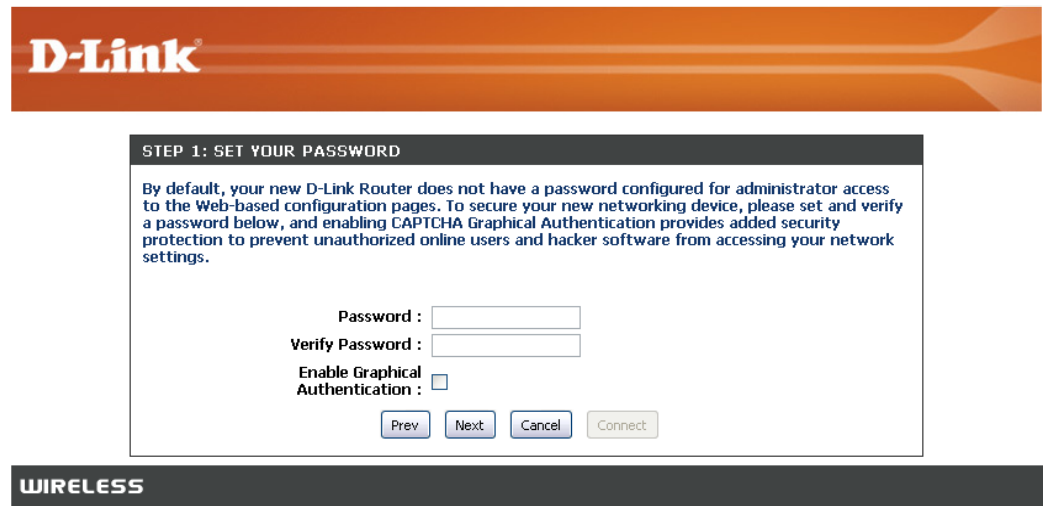 D-Link®
STEP 1: SET YOUR PASSWORD
By default, your new D-Link Router does not have a password configured for administrator access
to the Web-based configuration pages. To secure your new networking device, please set and verify
a password below, and enabling CAPTCHA Graphical Authentication provides added security
protection to prevent unauthorized online users and hacker software from accessing your network
settings.
Password :
Verify Password :
Enable Graphical
Authentication :
Prev Next Cancel Connect
WIRELESS